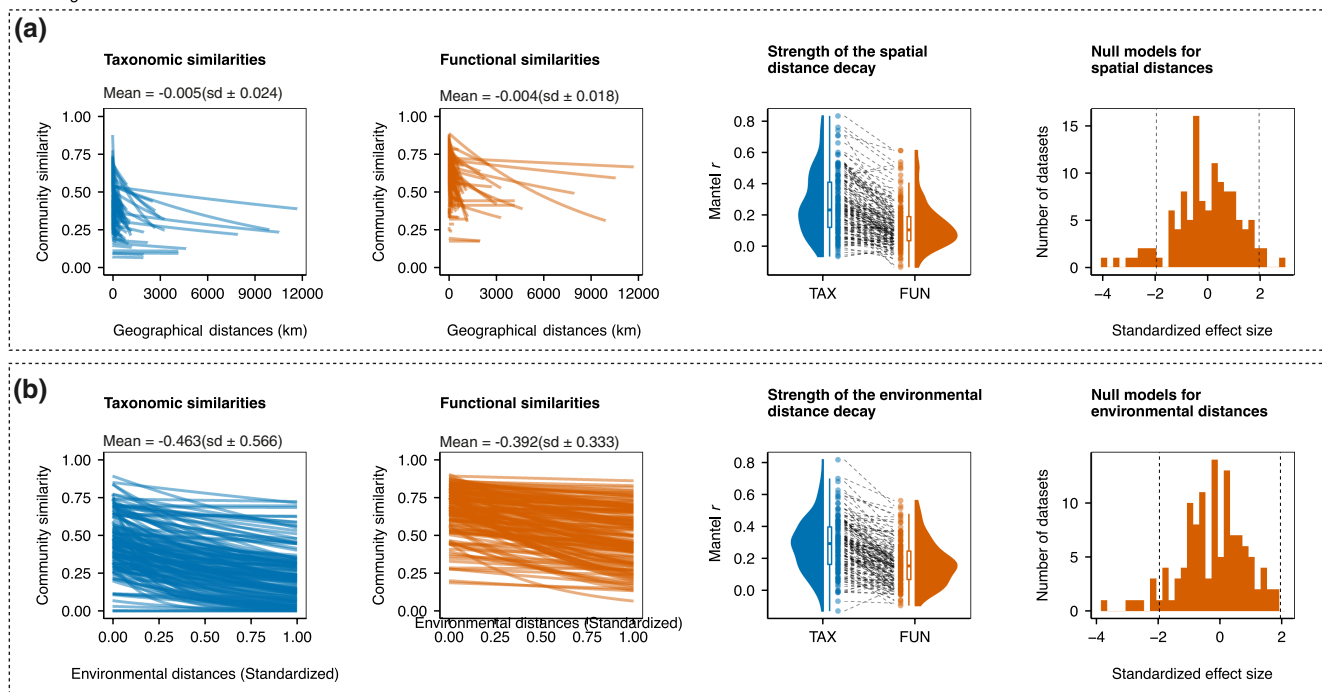 (a)
Taxonomic similarities
Mean = -0.005(sd ± 0.024)
Community similarity
1.00
0.75
0.50
0.25
0.00
0 3000 6000 9000 12000
Geographical distances (km)
Functional similarities
Mean = -0.004(sd ± 0.018)
Community similarity
1.00
0.75
0.50
0.25
0.00
0 3000 6000 9000 12000
Geographical distances (km)
Strength of the spatial
distance decay
Mantel r
0.8
0.6
0.4
0.2
0.0
TAX FUN
Null models for
spatial distances
Number of datasets
15
10
5
0
−4 −2 0 2
Standardized effect size
(b)
Taxonomic similarities
Mean = -0.463(sd ± 0.566)
Community similarity
1.00
0.75
0.50
0.25
0.00
0.00 0.25 0.50 0.75 1.00
Environmental distances (Standardized)
Functional similarities
Mean = -0.392(sd ± 0.333)
Community similarity
1.00
0.75
0.50
0.25
0.00
Environmental distances (Standardized)
0.00 0.25 0.50 0.75 1.00
Strength of the environmental
distance decay
Mantel r
0.8
0.6
0.4
0.2
0
TAX FUN
Null models for
environmental distances
Number of datasets
10
5
0
−4 −2 0 2
Standardized effect size